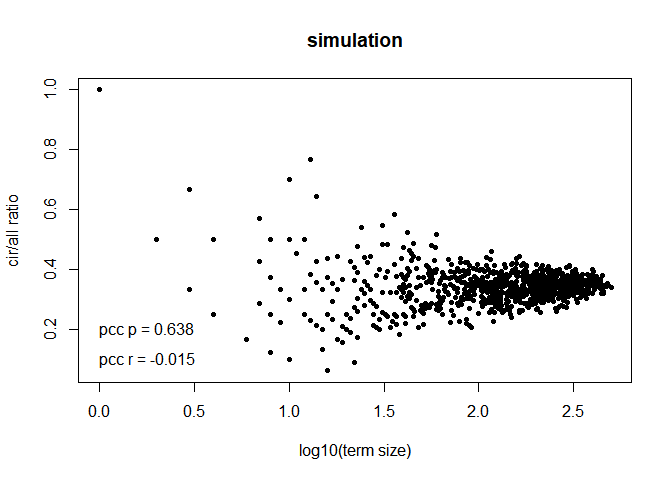 simulation
cir/all ratio
1.0
0.8
0.6
0.4
0.2
pcc p = 0.638
pcc r = -0.015
0.0 0.5 1.0 1.5 2.0 2.5
log10(term size)